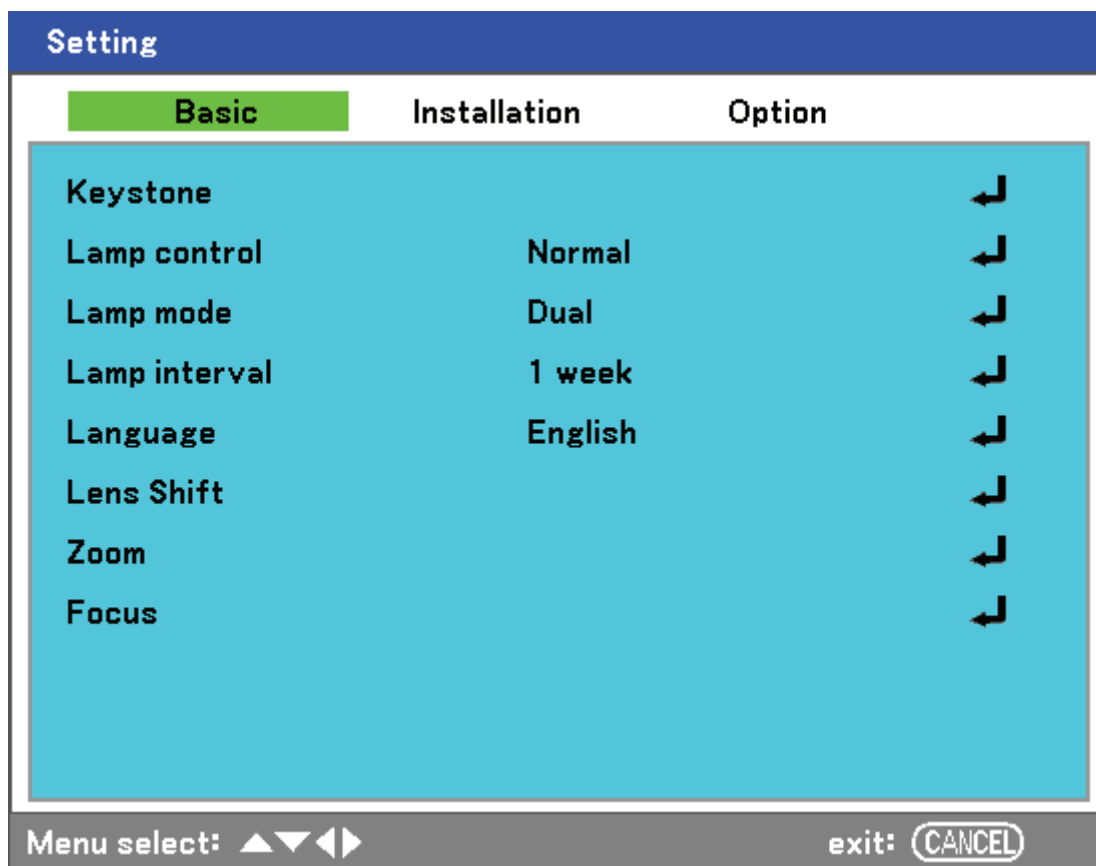 Setting
Basic Installation Option
Keystone
Lamp control Normal
Lamp mode Dual
Lamp interval 1 week
Language English
Lens Shift
Zoom
Focus
Menu select: ▲▼◀▶ exit: CANCEL